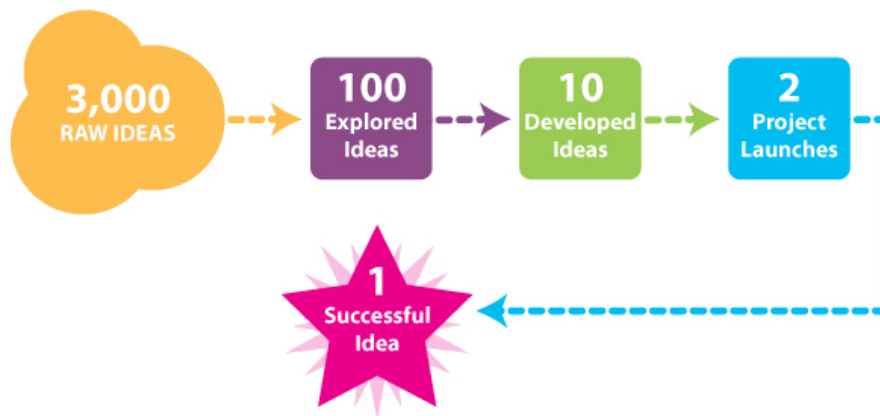 3,000
RAW IDEAS
100
Explored
Ideas
10
Developed
Ideas
2
Project
Launches
1
Successful
Idea